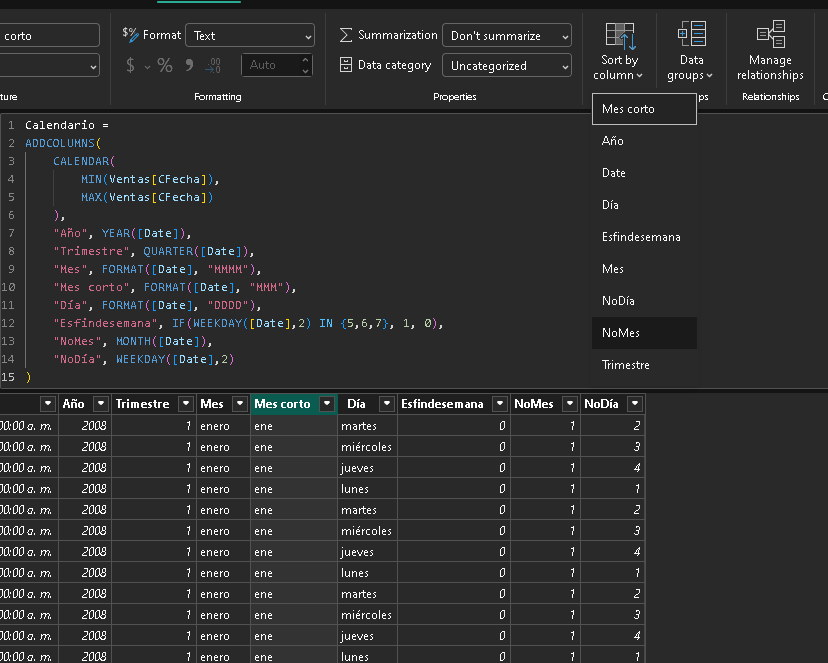 corto
Format
Text
Summarization
Don't summarize
$
%
Auto
Data category
Uncategorized
Sort by
column
Data
groups
Manage
relationships
ture
Formatting
Properties
ps
Relationships
C
Mes corto
Año
Date
Día
Esfindesemana
Mes
NoDía
NoMes
Trimestre
1 Calendario =
2 ADDCOLUMNS(
3 CALENDAR(
4 MIN(Ventas[CFecha]),
5 MAX(Ventas[CFecha])
6 ),
7 "Año", YEAR([Date]),
8 "Trimestre", QUARTER([Date]),
9 "Mes", FORMAT([Date], "MMMM"),
10 "Mes corto", FORMAT([Date], "MMM"),
11 "Día", FORMAT([Date], "DDDD"),
12 "Esfindesemana", IF(WEEKDAY([Date],2) IN {5,6,7}, 1, 0),
13 "NoMes", MONTH([Date]),
14 "NoDía", WEEKDAY([Date],2)
15 )
Año Trimestre Mes Mes corto Día Esfindesemana NoMes NoDía
00:00 a. m. 2008 1 enero ene martes 0 1 2
00:00 a. m. 2008 1 enero ene miércoles 0 1 3
00:00 a. m. 2008 1 enero ene jueves 0 1 4
00:00 a. m. 2008 1 enero ene lunes 0 1 1
00:00 a. m. 2008 1 enero ene martes 0 1 2
00:00 a. m. 2008 1 enero ene miércoles 0 1 3
00:00 a. m. 2008 1 enero ene jueves 0 1 4
00:00 a. m. 2008 1 enero ene lunes 0 1 1
00:00 a. m. 2008 1 enero ene martes 0 1 2
00:00 a. m. 2008 1 enero ene miércoles 0 1 3
00:00 a. m. 2008 1 enero ene jueves 0 1 4
00:00 a. m. 2008 1 enero ene lunes 0 1 1